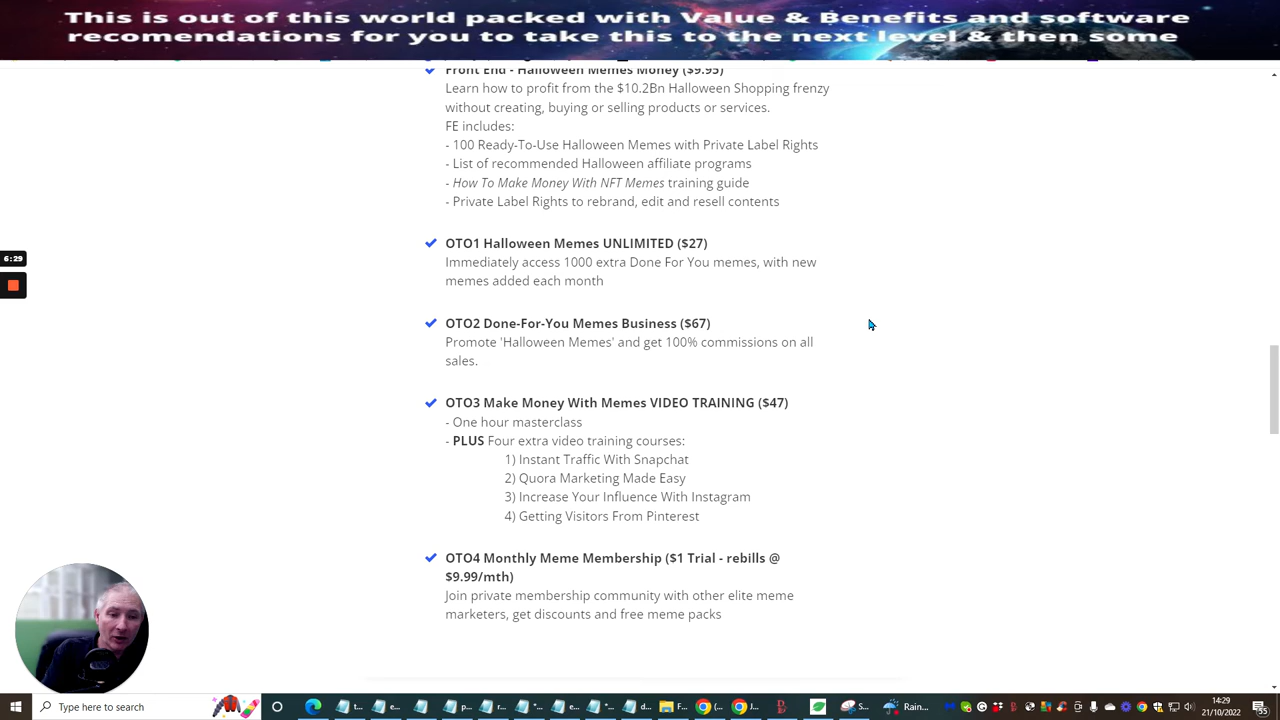 This is out of this world packed with Value & Benefits and software
recomendations for you to take this to the next level & then some
Front End - Halloween Memes Money ($9.95)
Learn how to profit from the $10.2Bn Halloween Shopping frenzy
without creating, buying or selling products or services.
FE includes:
- 100 Ready-To-Use Halloween Memes with Private Label Rights
- List of recommended Halloween affiliate programs
- How To Make Money With NFT Memes training guide
- Private Label Rights to rebrand, edit and resell contents
6:29
OTO1 Halloween Memes UNLIMITED ($27)
Immediately access 1000 extra Done For You memes, with new
memes added each month
OTO2 Done-For-You Memes Business ($67)
Promote 'Halloween Memes' and get 100% commissions on all
sales.
OTO3 Make Money With Memes VIDEO TRAINING ($47)
- One hour masterclass
- PLUS Four extra video training courses:
1) Instant Traffic With Snapchat
2) Quora Marketing Made Easy
3) Increase Your Influence With Instagram
4) Getting Visitors From Pinterest
OTO4 Monthly Meme Membership ($1 Trial - rebills @
$9.99/mth)
Join private membership community with other elite meme
marketers, get discounts and free meme packs
Type here to search
t... e... p... r... "... e... "... d... F... (... J... S... Rain...
14:29